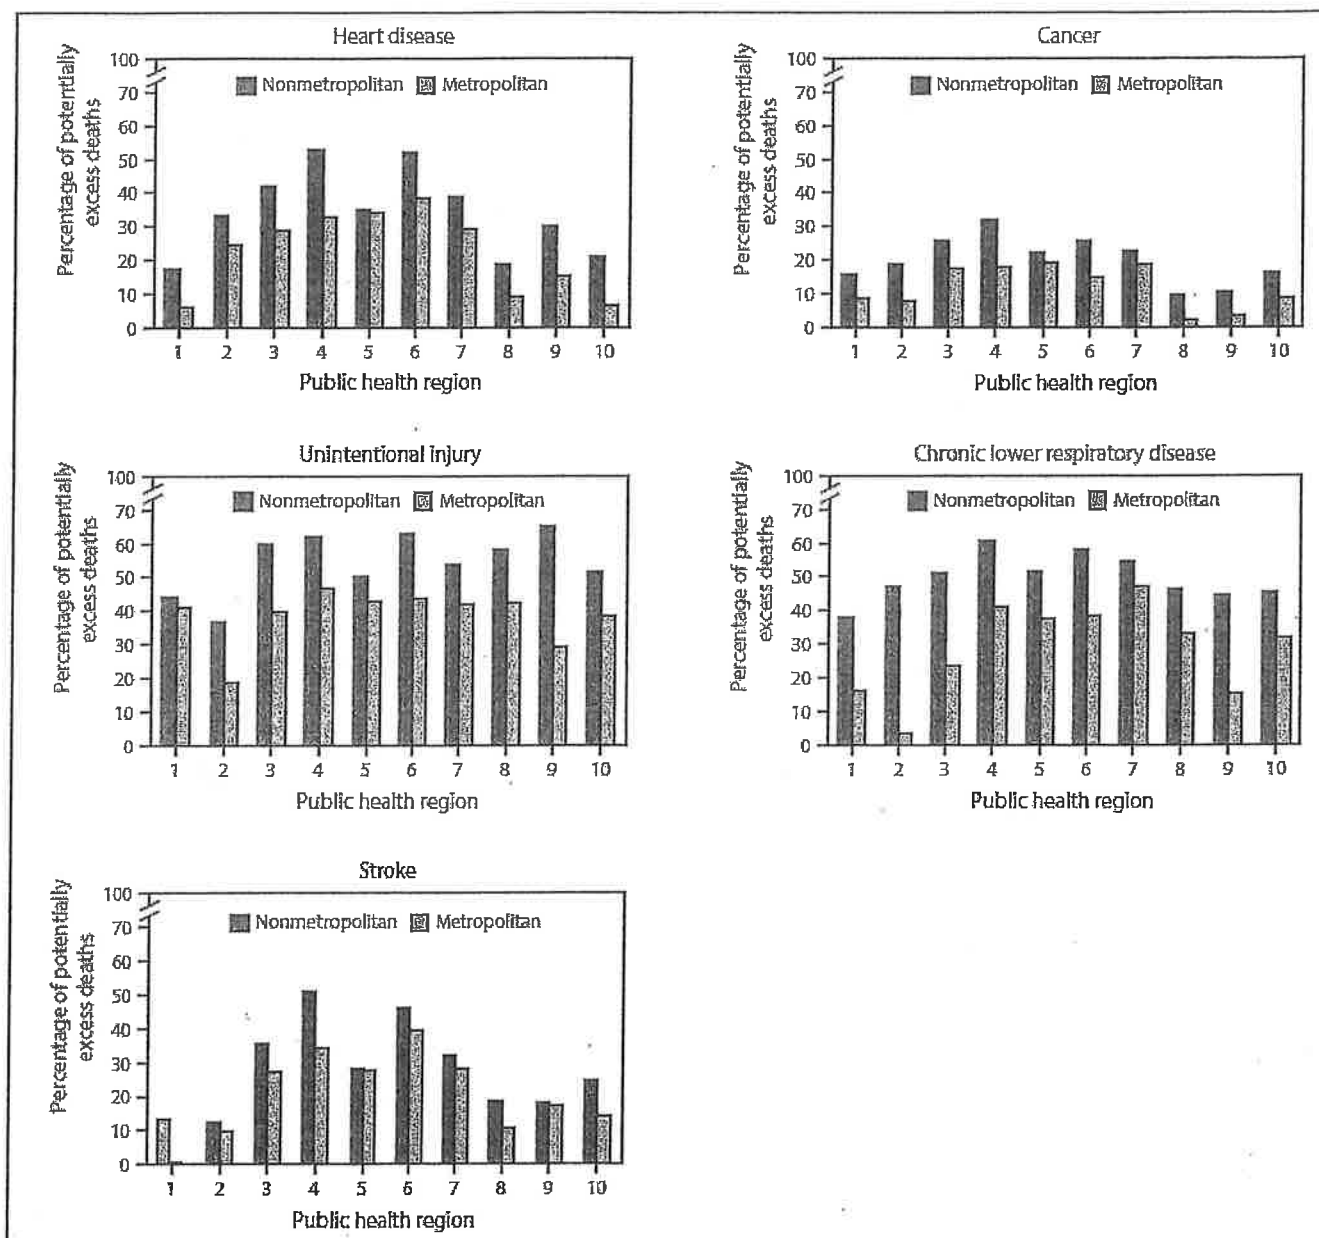 Heart disease
100
70
60
50
40
30
20
10
0
Nonmetropolitan Metropolitan
Percentage of potentially
excess deaths
1 2 3 4 5 6 7 8 9 10
Public health region
Cancer
100
70
60
50
40
30
20
10
0
Nonmetropolitan Metropolitan
Percentage of potentially
excess deaths
1 2 3 4 5 6 7 8 9 10
Public health region
Unintentional injury
100
70
60
50
40
30
20
10
0
Nonmetropolitan Metropolitan
Percentage of potentially
excess deaths
1 2 3 4 5 6 7 8 9 10
Public health region
Chronic lower respiratory disease
100
70
60
50
40
30
20
10
0
Nonmetropolitan Metropolitan
Percentage of potentially
excess deaths
1 2 3 4 5 6 7 8 9 10
Public health region
Stroke
100
70
60
50
40
30
20
10
0
Nonmetropolitan Metropolitan
Percentage of potentially
excess deaths
1 2 3 4 5 6 7 8 9 10
Public health region